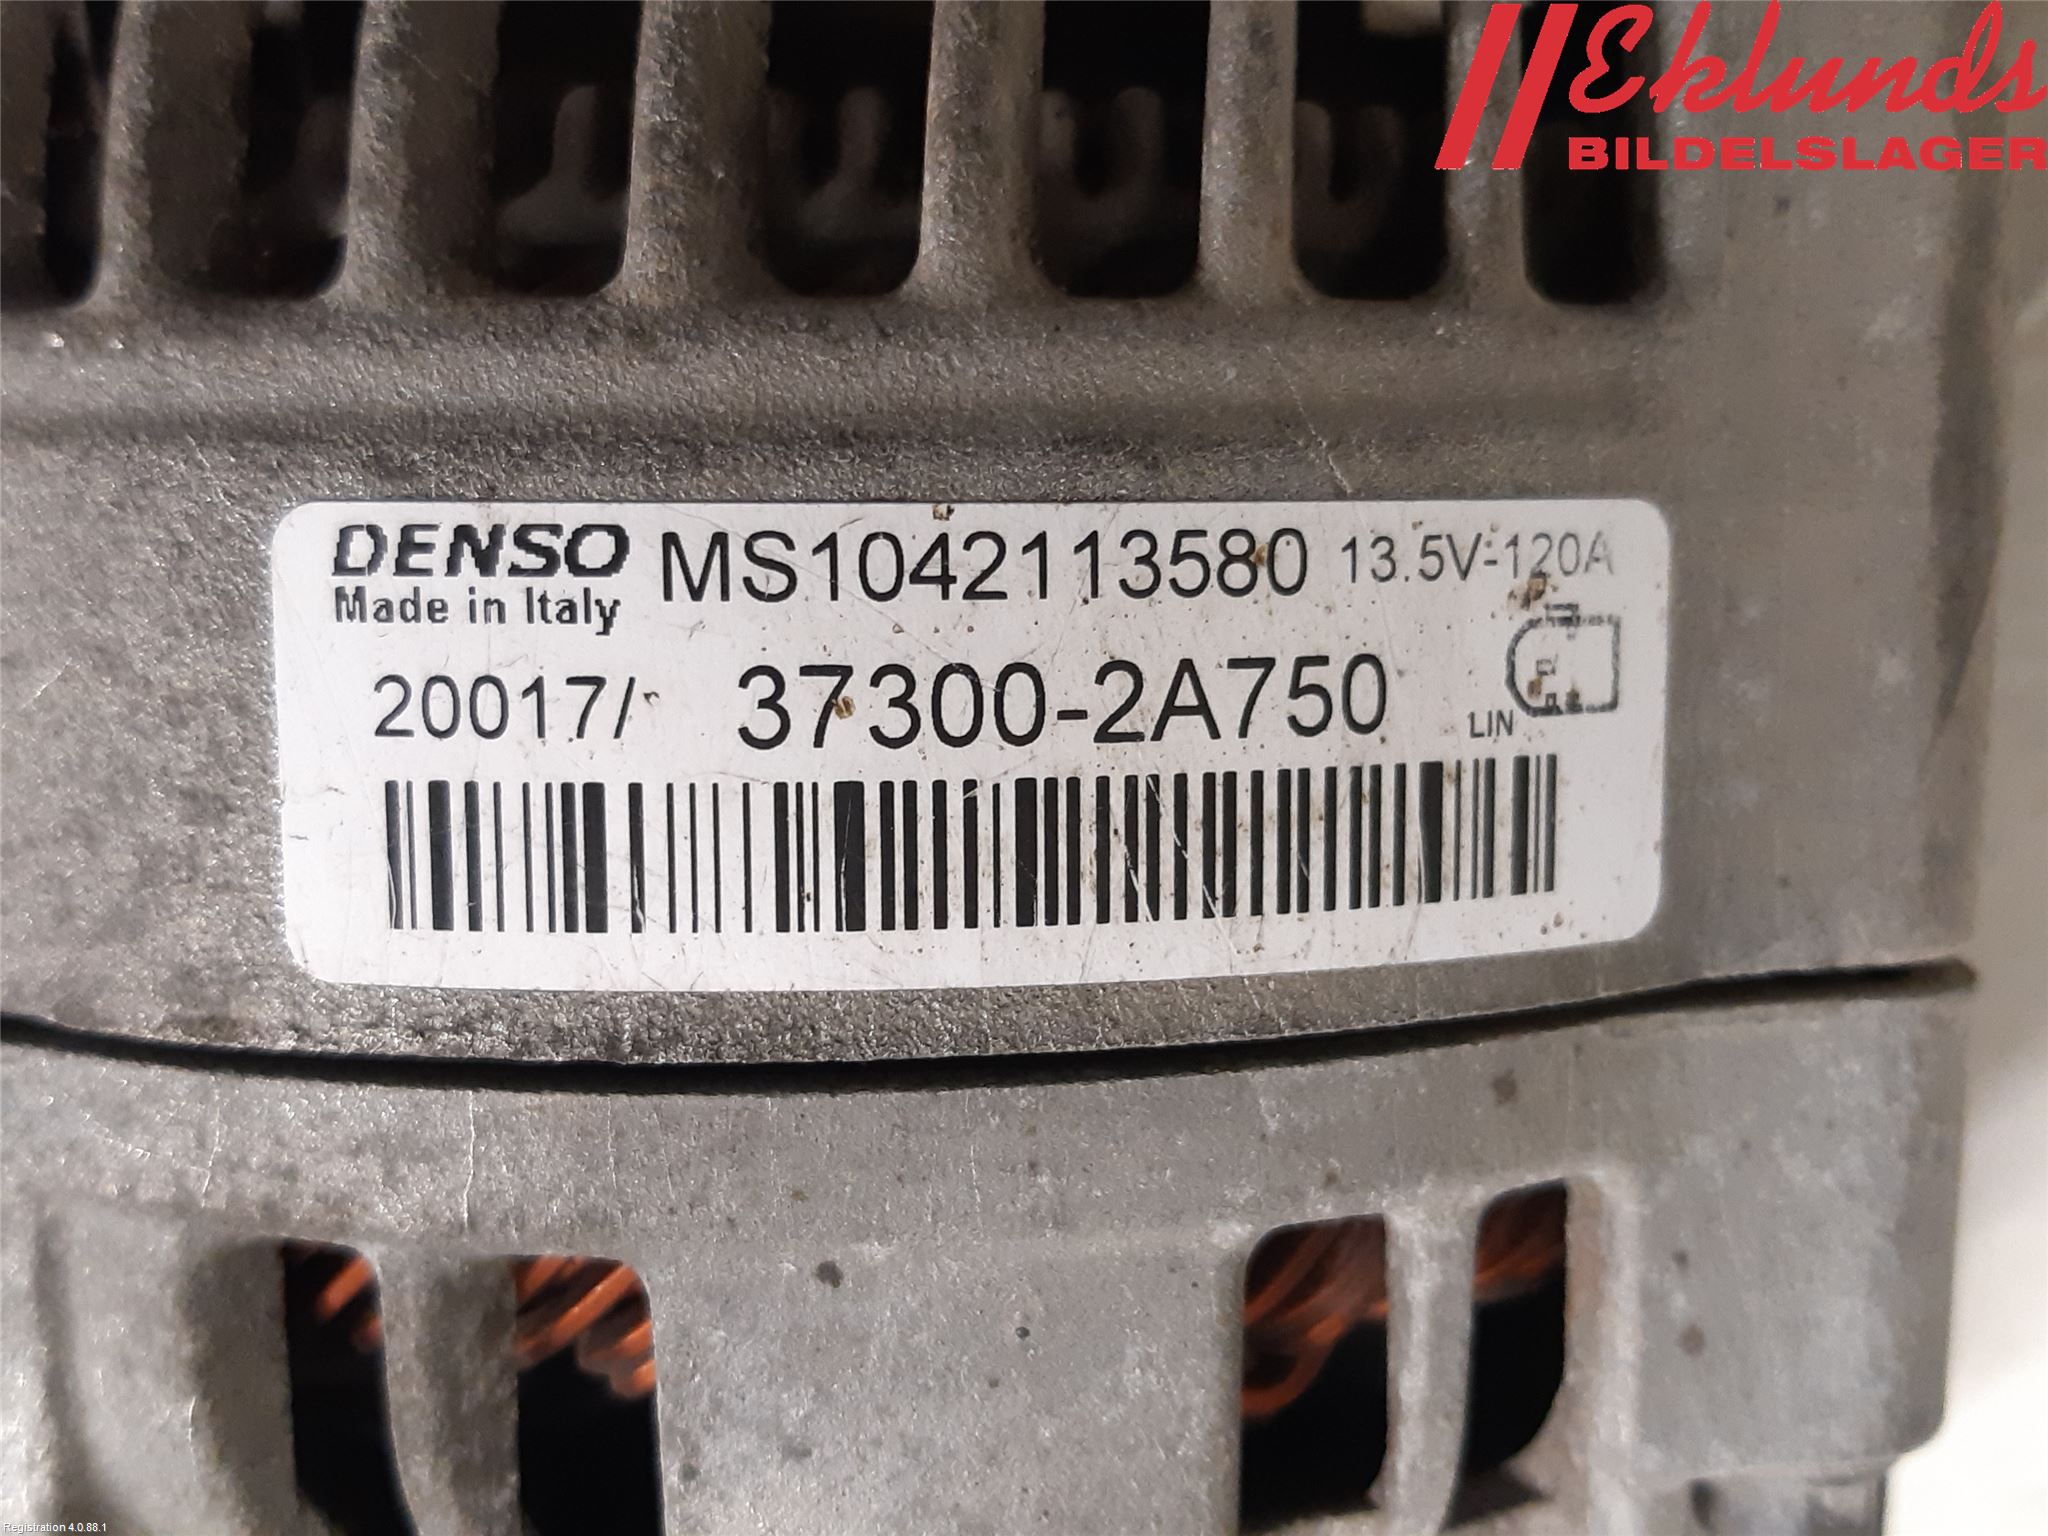 Eklunds
BILDELSLAGER
DENSO MS1042113580 13.5V-120A
Made in Italy
20017/ 37300-2A750
LIN
Registration 4.0.88.1